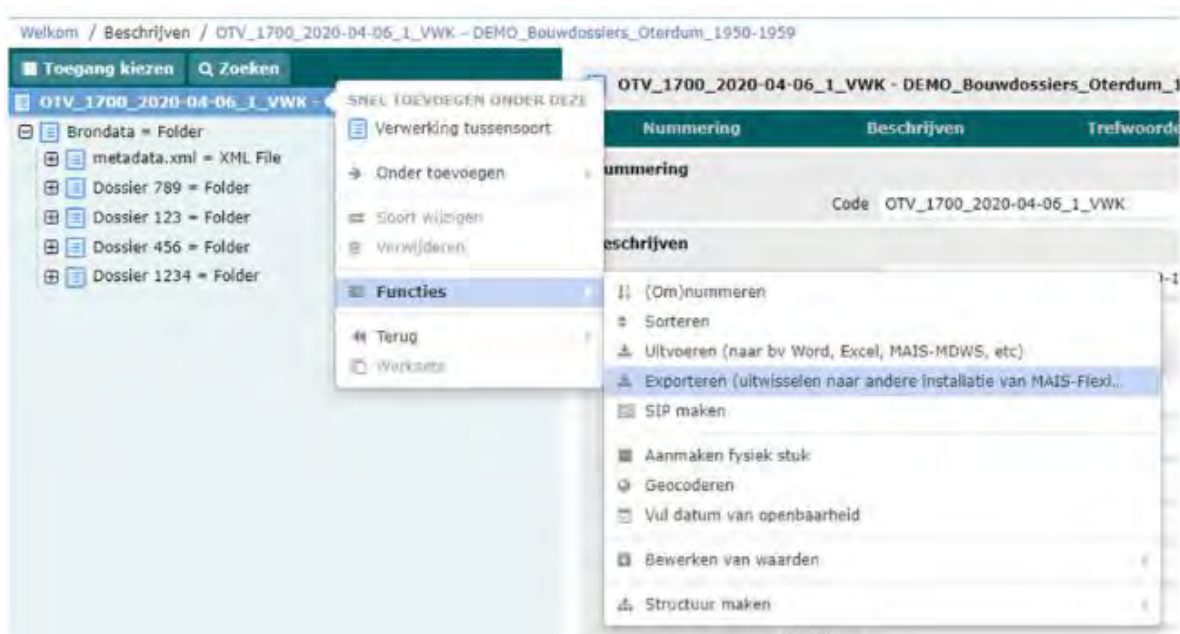 Welkom / Beschrijven / OTV_1700_2020-04-06_1_VWK - DEMO_Bouwdossiers_Oterdum_1950-1959
Toegang kiezen Zoeken
OTV_1700_2020-04-06_1_VWK -
Brondata = Folder
metadata.xml = XML File
Dossier 789 = Folder
Dossier 123 = Folder
Dossier 456 = Folder
Dossier 1234 = Folder
SNEL TOEVOEGEN ONDER DEZE
Verwerking tussensoort
Onder toevoegen
Soort wijzigen
Verwijderen
Functies
Terug
Worksets
OTV_1700_2020-04-06_1_VWK - DEMO_Bouwdossiers_Oterdum_1
Nummering Beschrijven Trefwoorde
ummering
Code OTV_1700_2020-04-06_1_VWK
eschrijven
(Om)nummeren
Sorteren
Uitvoeren (naar bv Word, Excel, MAIS-MDWS, etc)
Exporteren (uitwisselen naar andere installatie van MAIS-Flexi...
SIP maken
Aanmaken fysiek stuk
Geocoderen
Vul datum van openbaarheid
Bewerken van waarden
Structuur maken